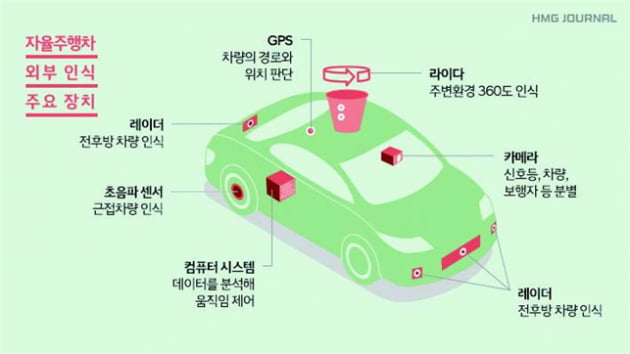 HMG JOURNAL
자율주행차
외부 인식
주요 장치
GPS
차량의 경로와
위치 판단
라이다
주변환경 360도 인식
레이더
전후방 차량 인식
카메라
신호등, 차량,
보행자 등 분별
초음파 센서
근접차량 인식
컴퓨터 시스템
데이터를 분석해
움직임 제어
레이더
전후방 차량 인식